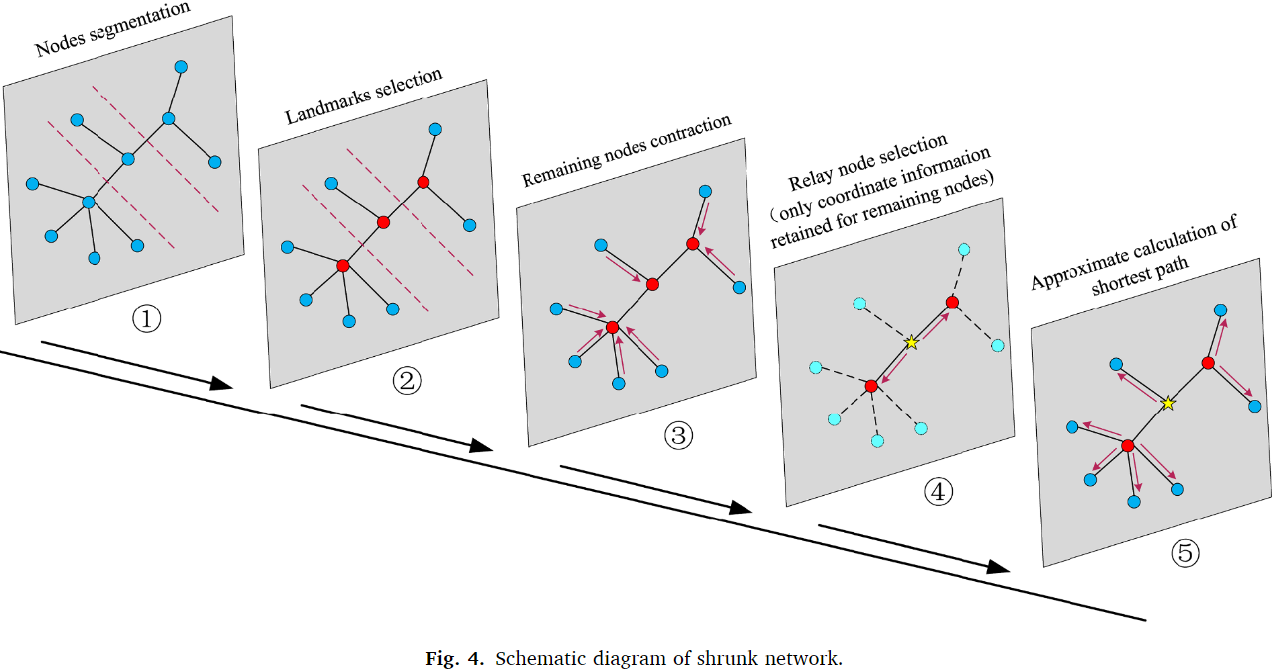 Nodes segmentation
Landmarks selection
Remaining nodes contraction
Relay node selection
（only coordinate information
retained for remaining nodes)
Approximate calculation of
shortest path
①
②
③
④
⑤
Fig. 4. Schematic diagram of shrunk network.